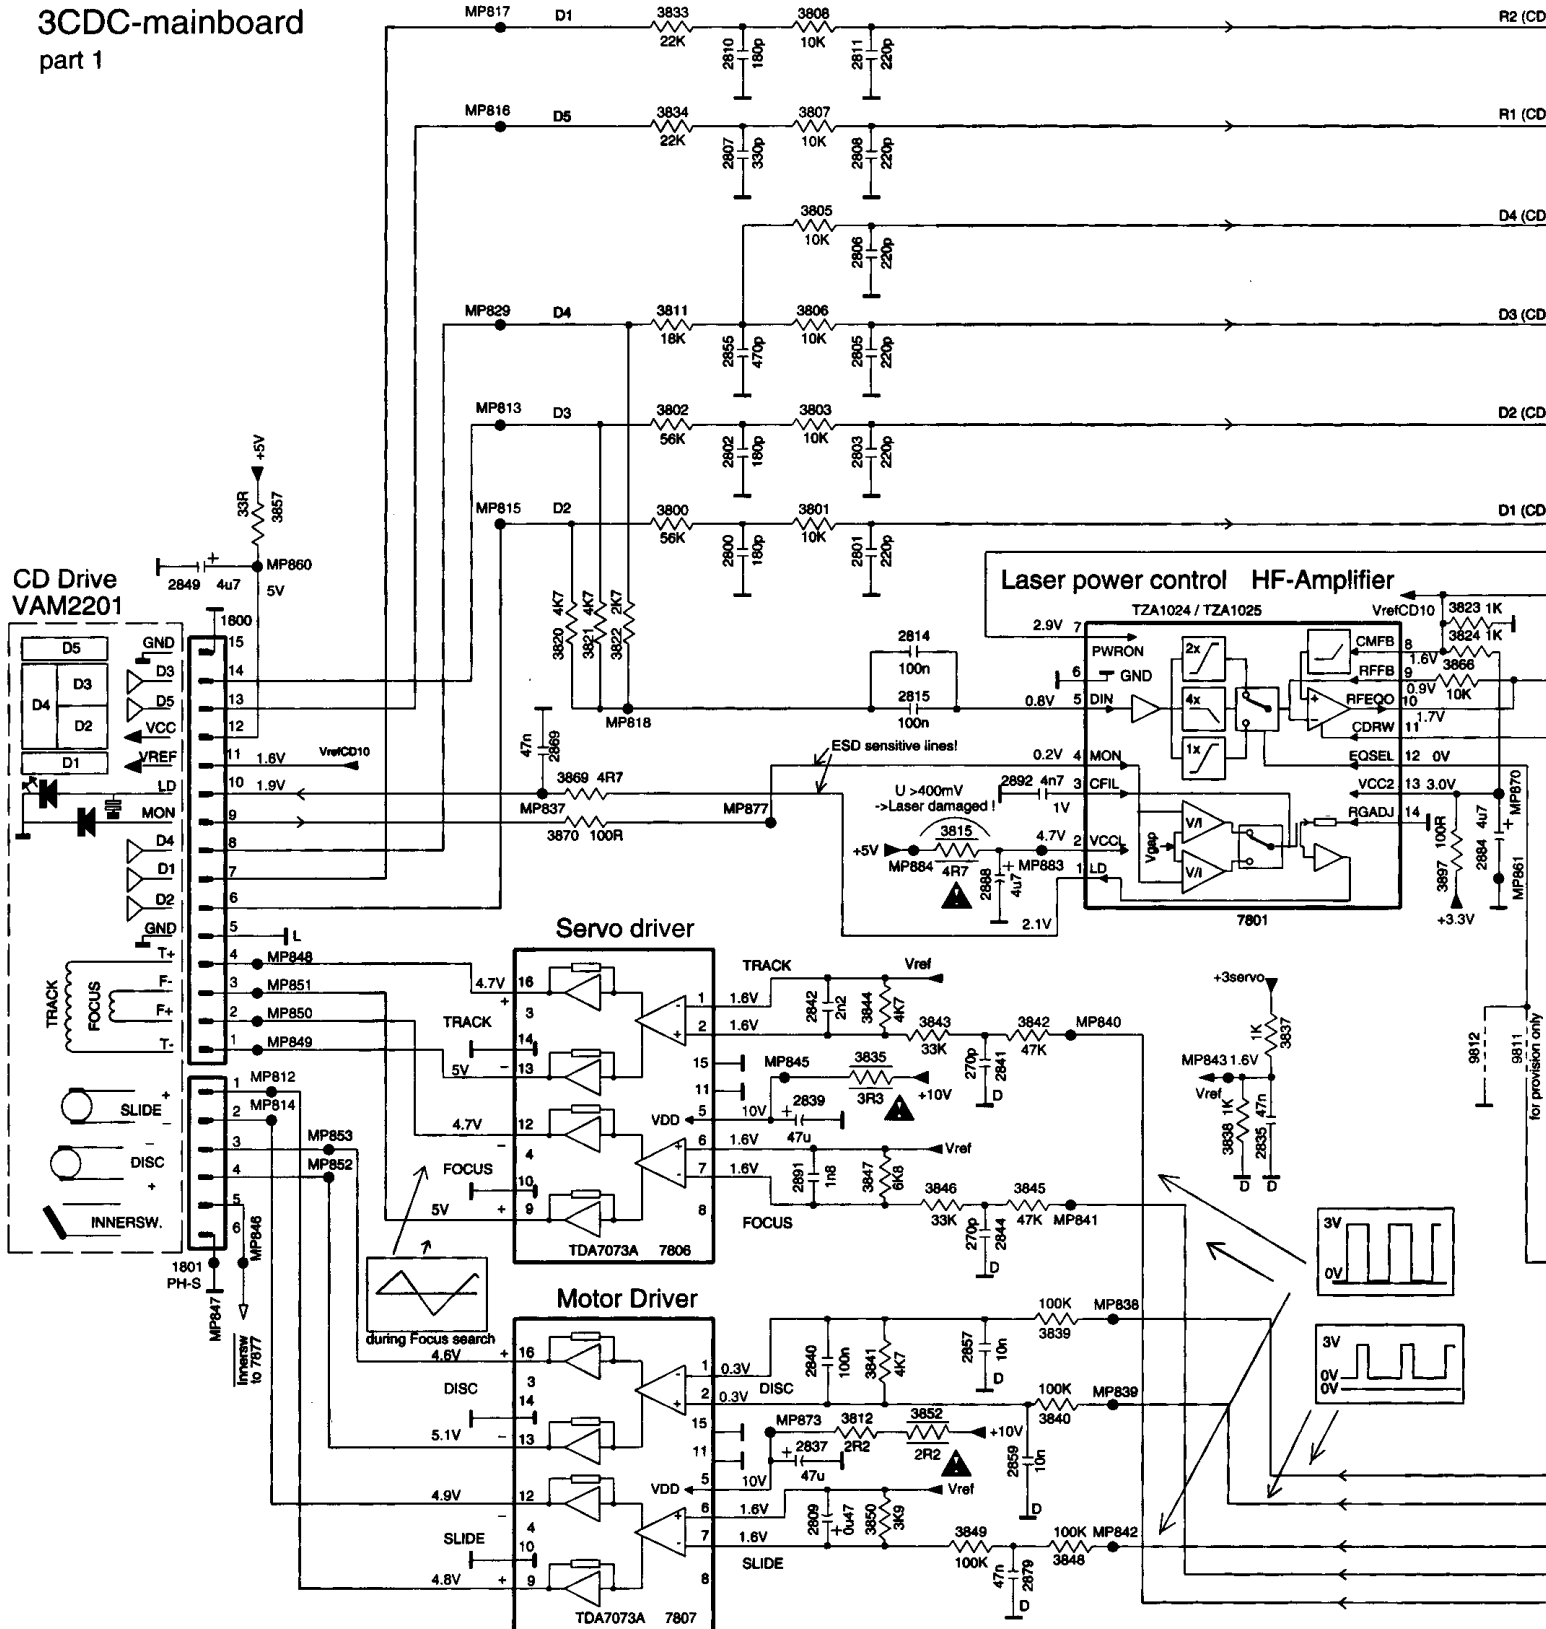 3CDC-mainboard
part 1
MP817 D1 3833 22K 2810 180p 3808 10K 2811 220p R2 (CD
MP816 D5 3834 22K 2807 330p 3807 10K 2808 220p R1 (CD
3805 10K 2806 220p D4 (CD
MP829 D4 3811 18K 2855 470p 3806 10K 2805 220p D3 (CD
MP813 D3 3802 56K 2802 180p 3803 10K 2803 220p D2 (CD
MP815 D2 3800 56K 2800 180p 3801 10K 2801 220p D1 (CD
+5V
33R 3857
2849 + 4u7 MP860
5V
3820 4K7
3821 4K7
3822 2K7
MP818
2814 100n
2815 100n
CD Drive
VAM2201
1800
D5
D4 D3
D2
D1
GND 15
D3 14
D5 13
VCC 12
VREF 11 1.6V VrefCD10
LD 10 1.9V
MON 9
D4 8
D1 7
D2 6
GND 5 L
T+ 4 MP848
F- 3 MP851
F+ 2 MP850
T- 1 MP849
TRACK
FOCUS
47n 2869
3869 4R7
MP837
3870 100R
MP877
ESD sensitive lines!
Laser power control HF-Amplifier
TZA1024 / TZA1025
2.9V 7 PWRON
6 GND
0.8V 5 DIN
0.2V 4 MON
2892 4n7 3 CFIL
1V
4.7V 2 VCCL
1 LD
2.1V
2x
4x
1x
Vgap
V/I
V/I
CMFB 8 1.6V
RFFB 9 0.9V
RFEQO 10 1.7V
CDRW 11
EQSEL 12 0V
VCC2 13 3.0V
RGADJ 14
7801
VrefCD10
3823 1K
3824 1K
3866
10K
U >400mV
->Laser damaged !
3815
+5V MP884 4R7 MP883
2888 + 4u7
3897 100R
+3.3V
2884 4u7 +
MP870
MP861
Servo driver
4.7V 16 +
3
TRACK 14
5V 13 −
4.7V 12 −
4
FOCUS 10
5V + 9
TDA7073A 7806
1 1.6V
2 1.6V
15
11
VDD 5 10V
6 1.6V
7 1.6V
8
TRACK
Vref
2842 2n2
3844 4K7
3843 33K
270p 2841
D
3842 47K
MP840
MP845
3835
3R3
+10V
+ 2839
47u
Vref
2891 1n8
3847 6K8
FOCUS
3846 33K
270p 2844
D
3845 47K
MP841
+3servo
1K 3837
MP843 1.6V
Vref
3838 1K
2835 47n
D D
9812
9811
for provision only
1 MP812
+
SLIDE
−
2 MP814
−
3 MP853
DISC
4 MP852
+
5
INNERSW.
6
MP846
1801
PH-S
MP847
Innersw
to 7877
during Focus search
Motor Driver
4.6V + 16
3
DISC 14
5.1V − 13
4.9V 12
−
4
SLIDE 10
4.8V + 9
TDA7073A 7807
1 0.3V
2 0.3V
15
11
VDD 5 10V
6 1.6V
7 1.6V
8
DISC
2840 100n
3841 4K7
2857 10n
D
100K 3839
MP838
100K 3840
MP839
2859 10n
D
MP873
3812 2R2
3852 2R2
+10V
+ 2837
47u
Vref
2809 + 0u47
3850 3K9
SLIDE
3849 100K
47n 2879
D
100K 3848
MP842
3V
0V
3V
0V
0V